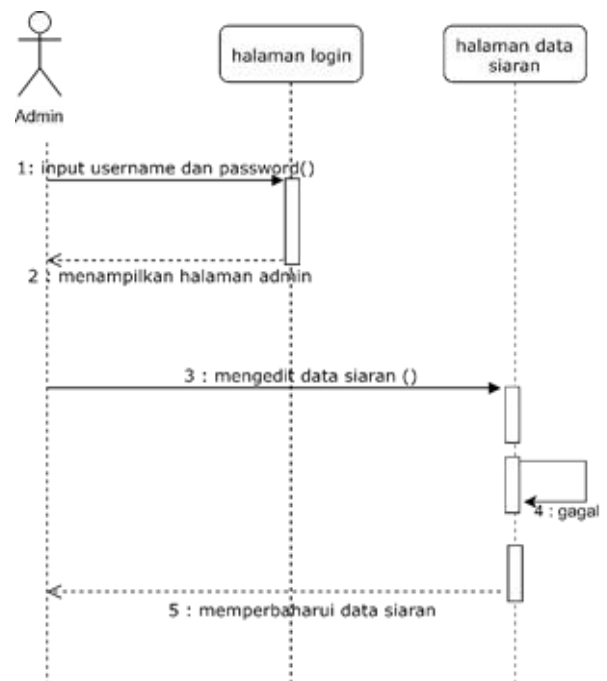 halaman login
halaman data
siaran
Admin
1: input username dan password()
2 : menampilkan halaman admin
3 : mengedit data siaran ()
4 : gagal
5 : memperbaharui data siaran